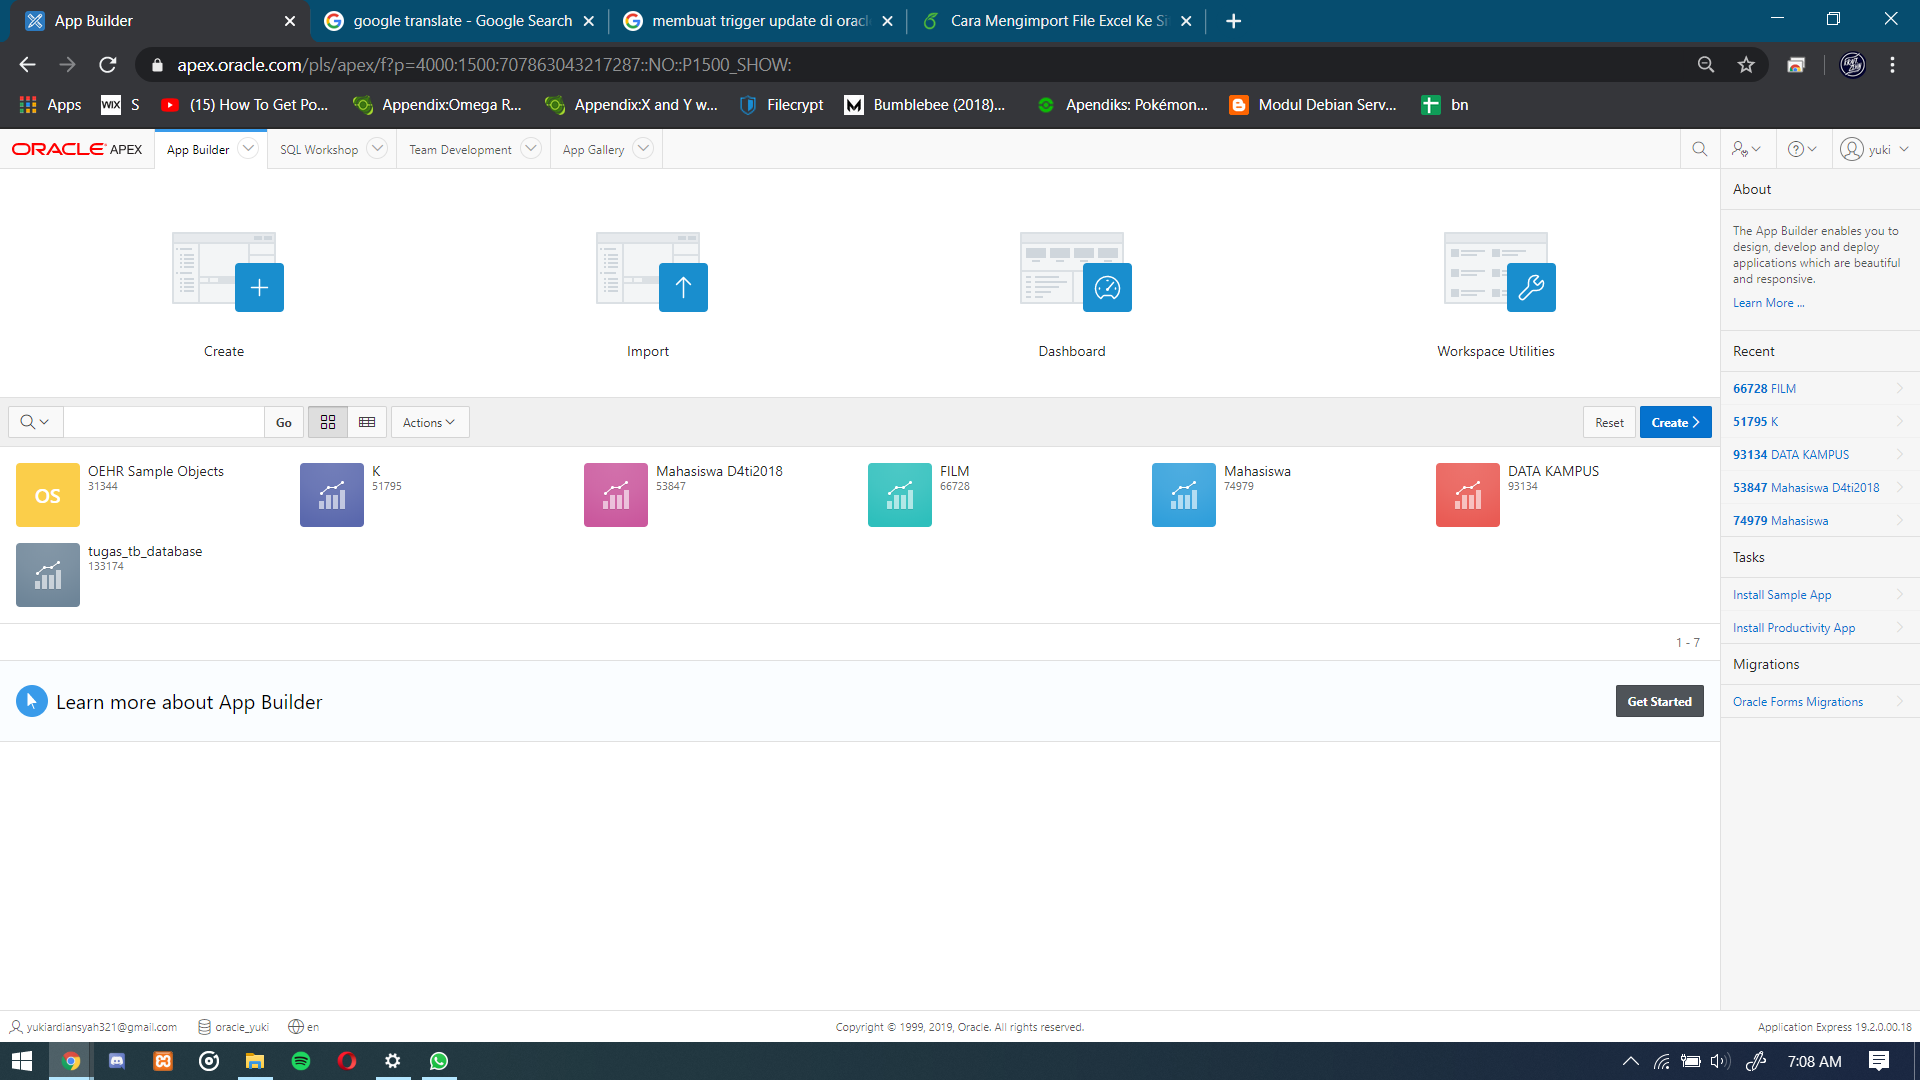 App Builder
google translate - Google Search
membuat trigger update di oracl
Cara Mengimport File Excel Ke Si
apex.oracle.com/pls/apex/f?p=4000:1500:707863043217287::NO::P1500_SHOW:
Apps
WIX S
(15) How To Get Po...
Appendix:Omega R...
Appendix:X and Y w...
Filecrypt
Bumblebee (2018)...
Apendiks: Pokémon...
Modul Debian Serv...
bn
ORACLE APEX
App Builder
SQL Workshop
Team Development
App Gallery
yuki
Create
Import
Dashboard
Workspace Utilities
Go
Actions
Reset
Create
OS
OEHR Sample Objects
31344
K
51795
Mahasiswa D4ti2018
53847
FILM
66728
Mahasiswa
74979
DATA KAMPUS
93134
tugas_tb_database
133174
1 - 7
Learn more about App Builder
Get Started
About
The App Builder enables you to
design, develop and deploy
applications which are beautiful
and responsive.
Learn More ...
Recent
66728 FILM
51795 K
93134 DATA KAMPUS
53847 Mahasiswa D4ti2018
74979 Mahasiswa
Tasks
Install Sample App
Install Productivity App
Migrations
Oracle Forms Migrations
yukiardiansyah321@gmail.com
oracle_yuki
en
Copyright © 1999, 2019, Oracle. All rights reserved.
Application Express 19.2.0.00.18
7:08 AM